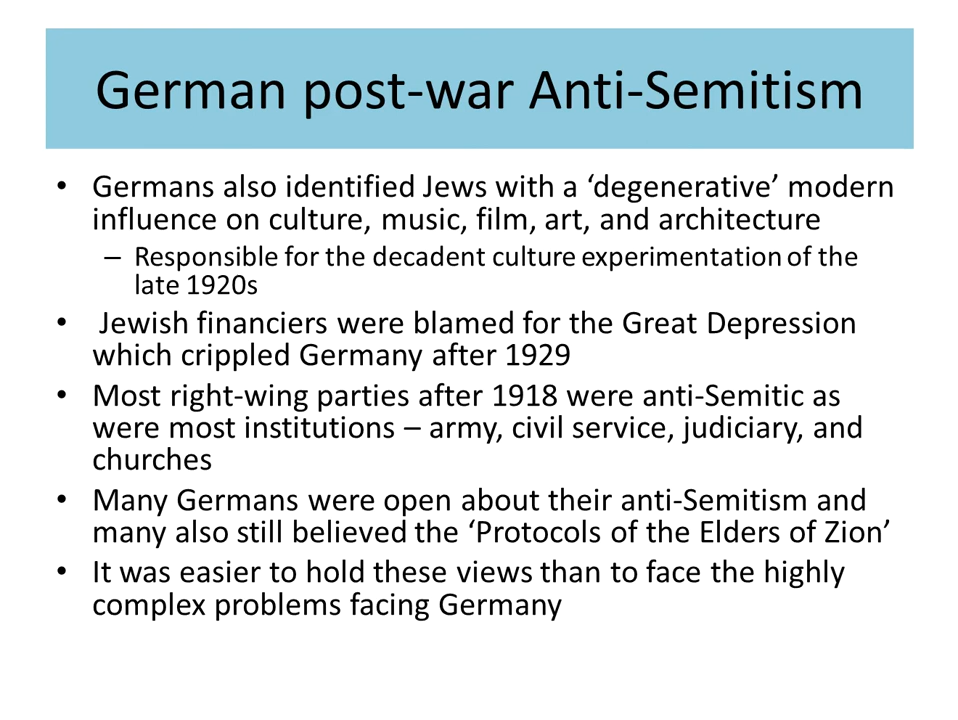 German post-war Anti-Semitism
• Germans also identified Jews with a ‘degenerative’ modern
influence on culture, music, film, art, and architecture
– Responsible for the decadent culture experimentation of the
late 1920s
• Jewish financiers were blamed for the Great Depression
which crippled Germany after 1929
• Most right-wing parties after 1918 were anti-Semitic as
were most institutions – army, civil service, judiciary, and
churches
• Many Germans were open about their anti-Semitism and
many also still believed the ‘Protocols of the Elders of Zion’
• It was easier to hold these views than to face the highly
complex problems facing Germany